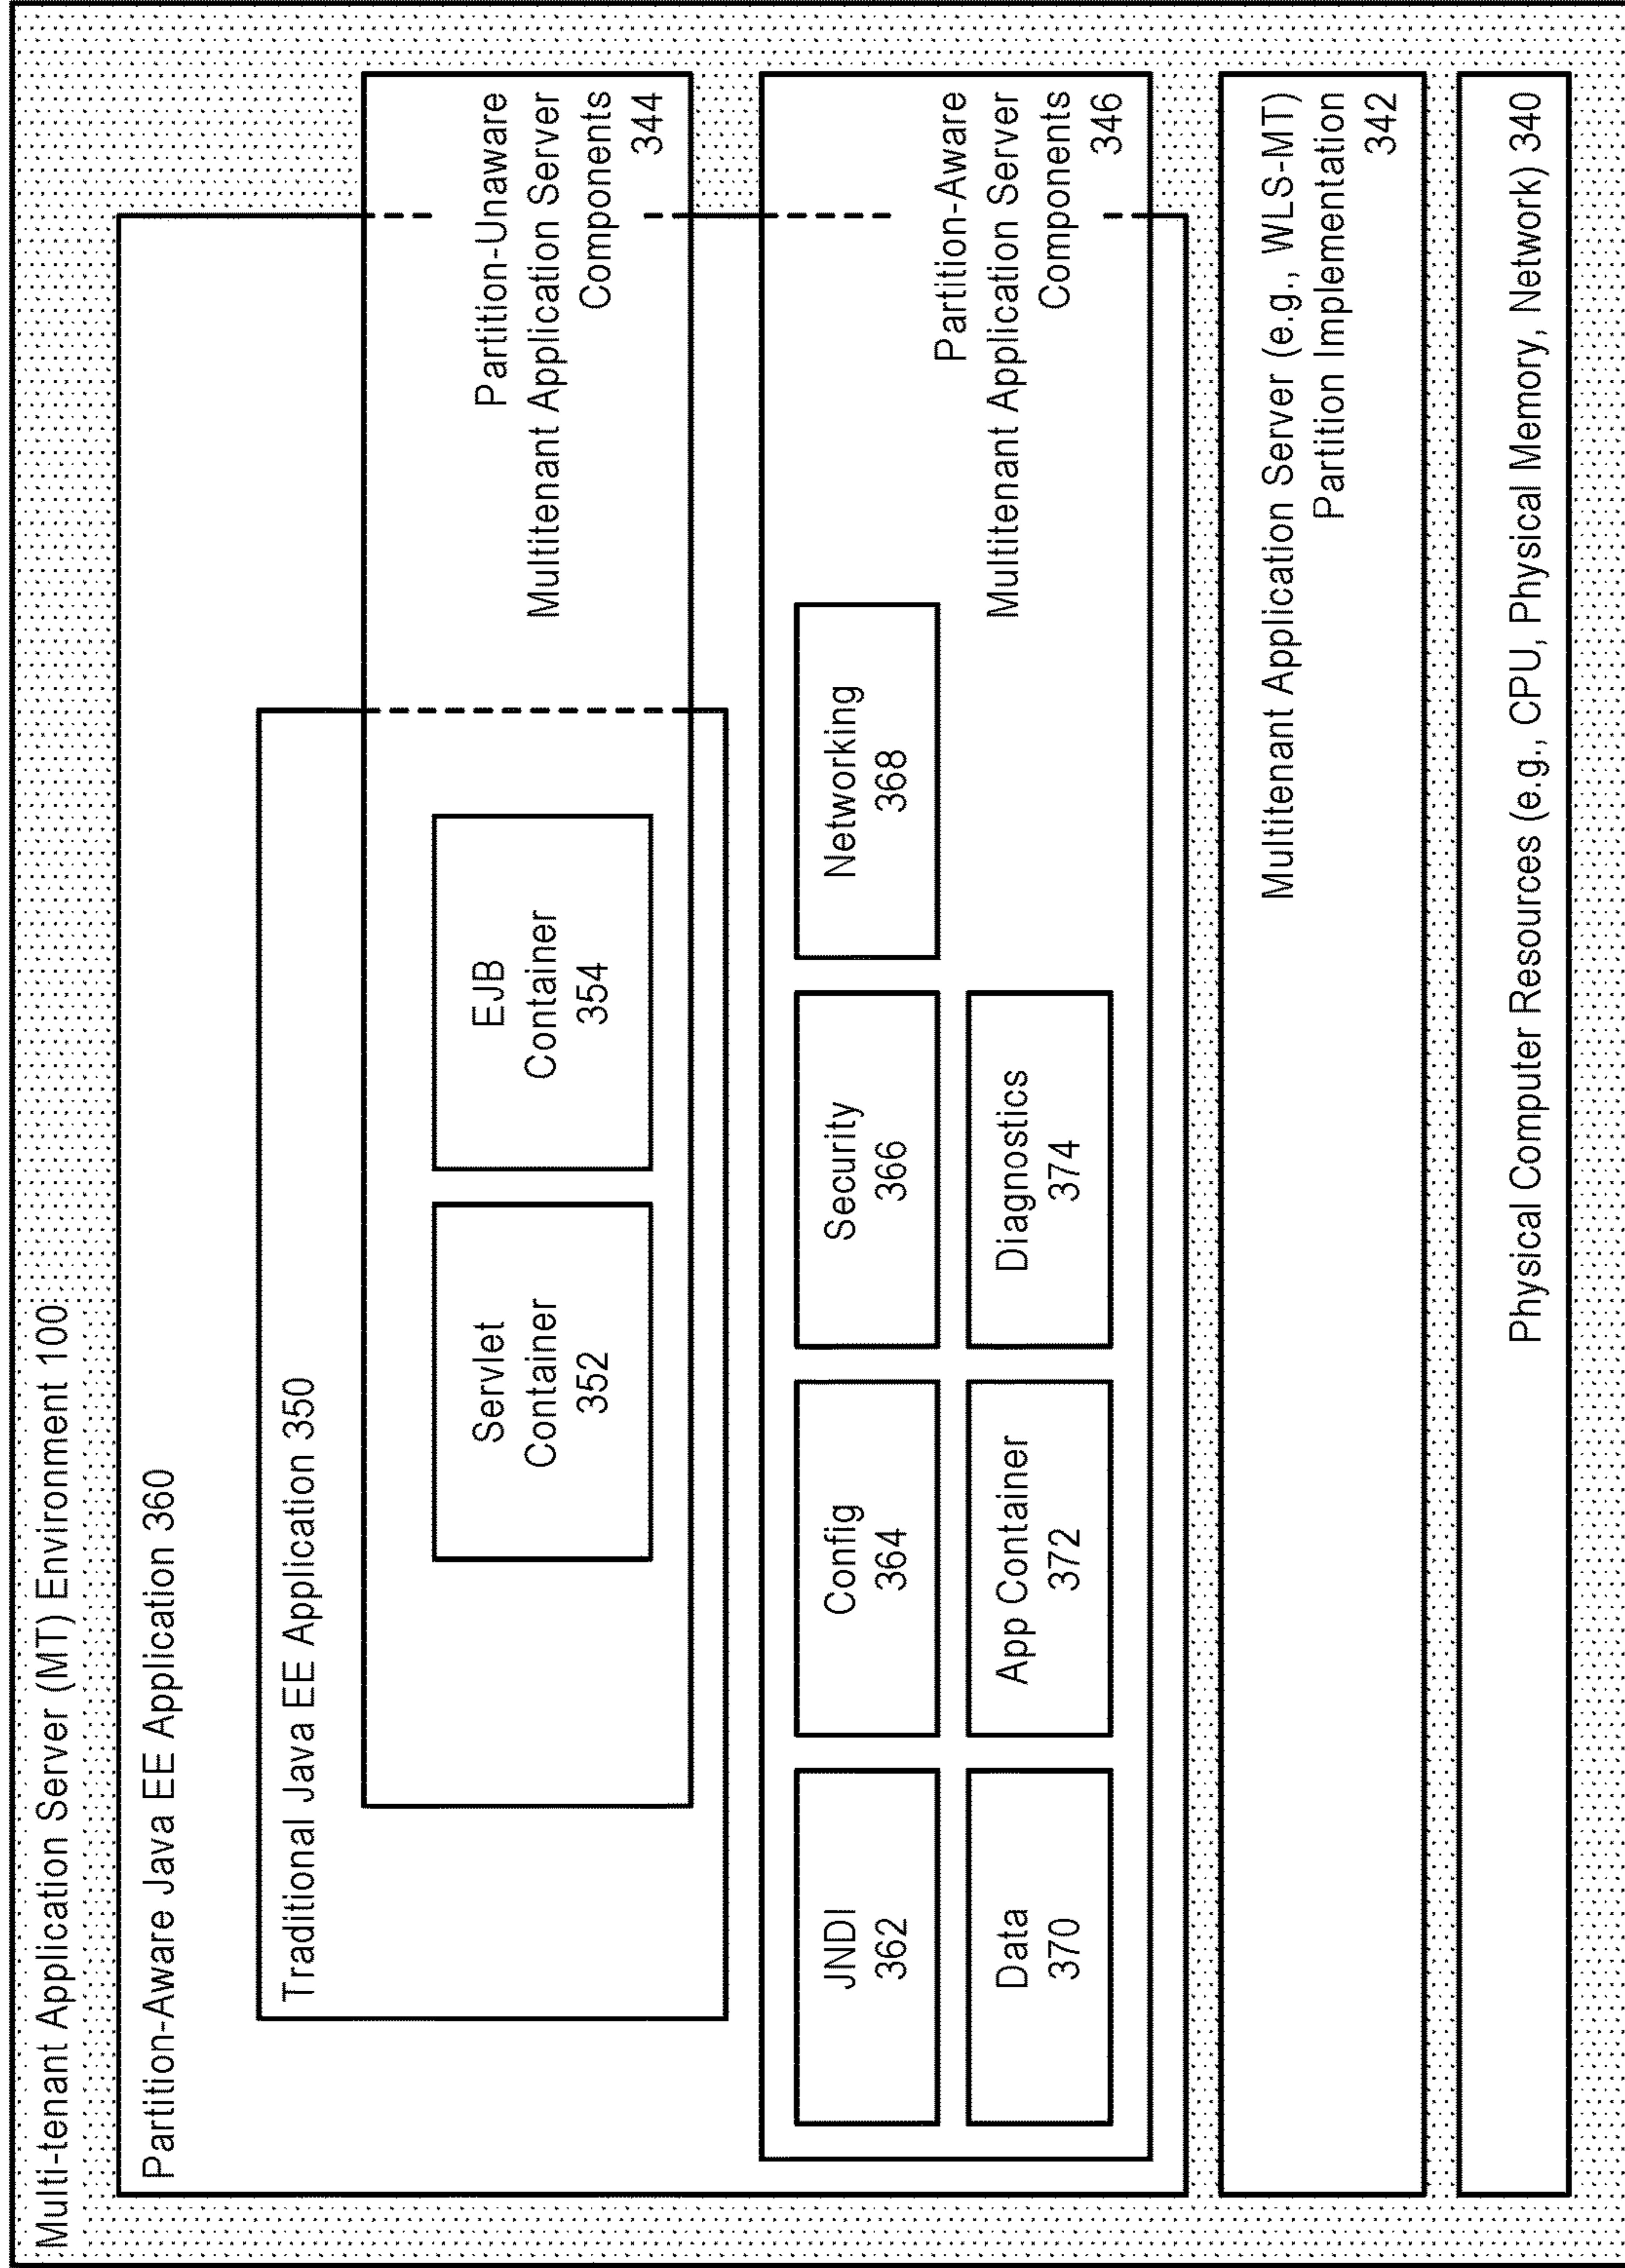 Multi-tenant Application Server (MT) Environment 100
Partition-Aware Java EE Application 360
Traditional Java EE Application 350
Servlet
Container
352
EJB
Container
354
Partition-Unaware
Multitenant Application Server
Components
344
JNDI
362
Config
364
Security
366
Networking
368
Data
370
App Container
372
Diagnostics
374
Partition-Aware
Multitenant Application Server
Components
346
Multitenant Application Server (e.g., WLS-MT)
Partition Implementation
342
Physical Computer Resources (e.g., CPU, Physical Memory, Network) 340